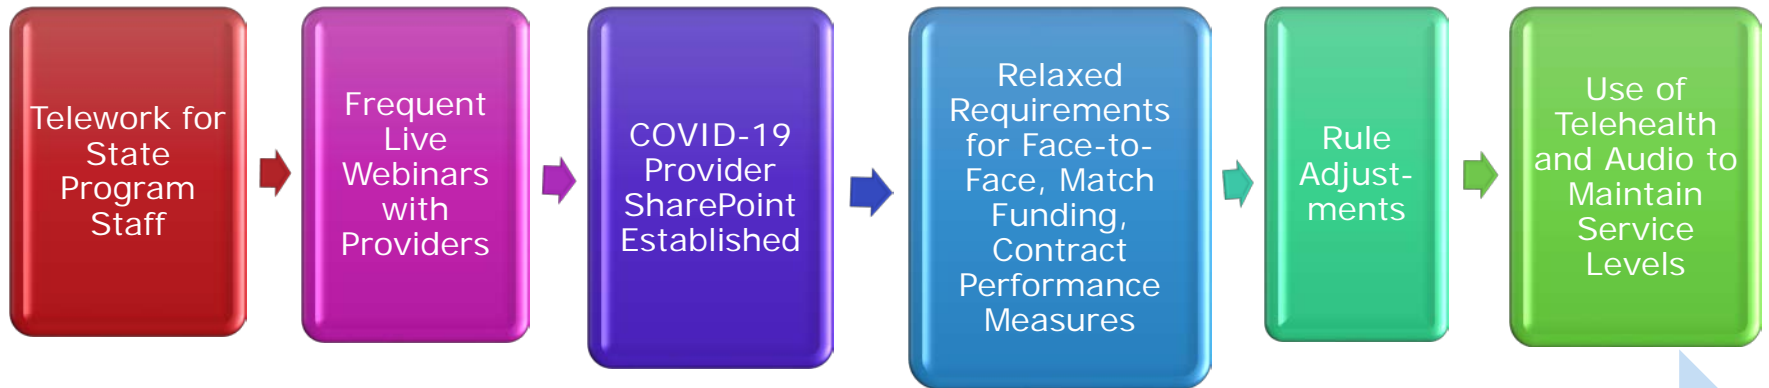 Telework for
State
Program
Staff
Frequent
Live
Webinars
with
Providers
COVID-19
Provider
SharePoint
Established
Relaxed
Requirements
for Face-to-
Face, Match
Funding,
Contract
Performance
Measures
Rule
Adjust-
ments
Use of
Telehealth
and Audio to
Maintain
Service
Levels